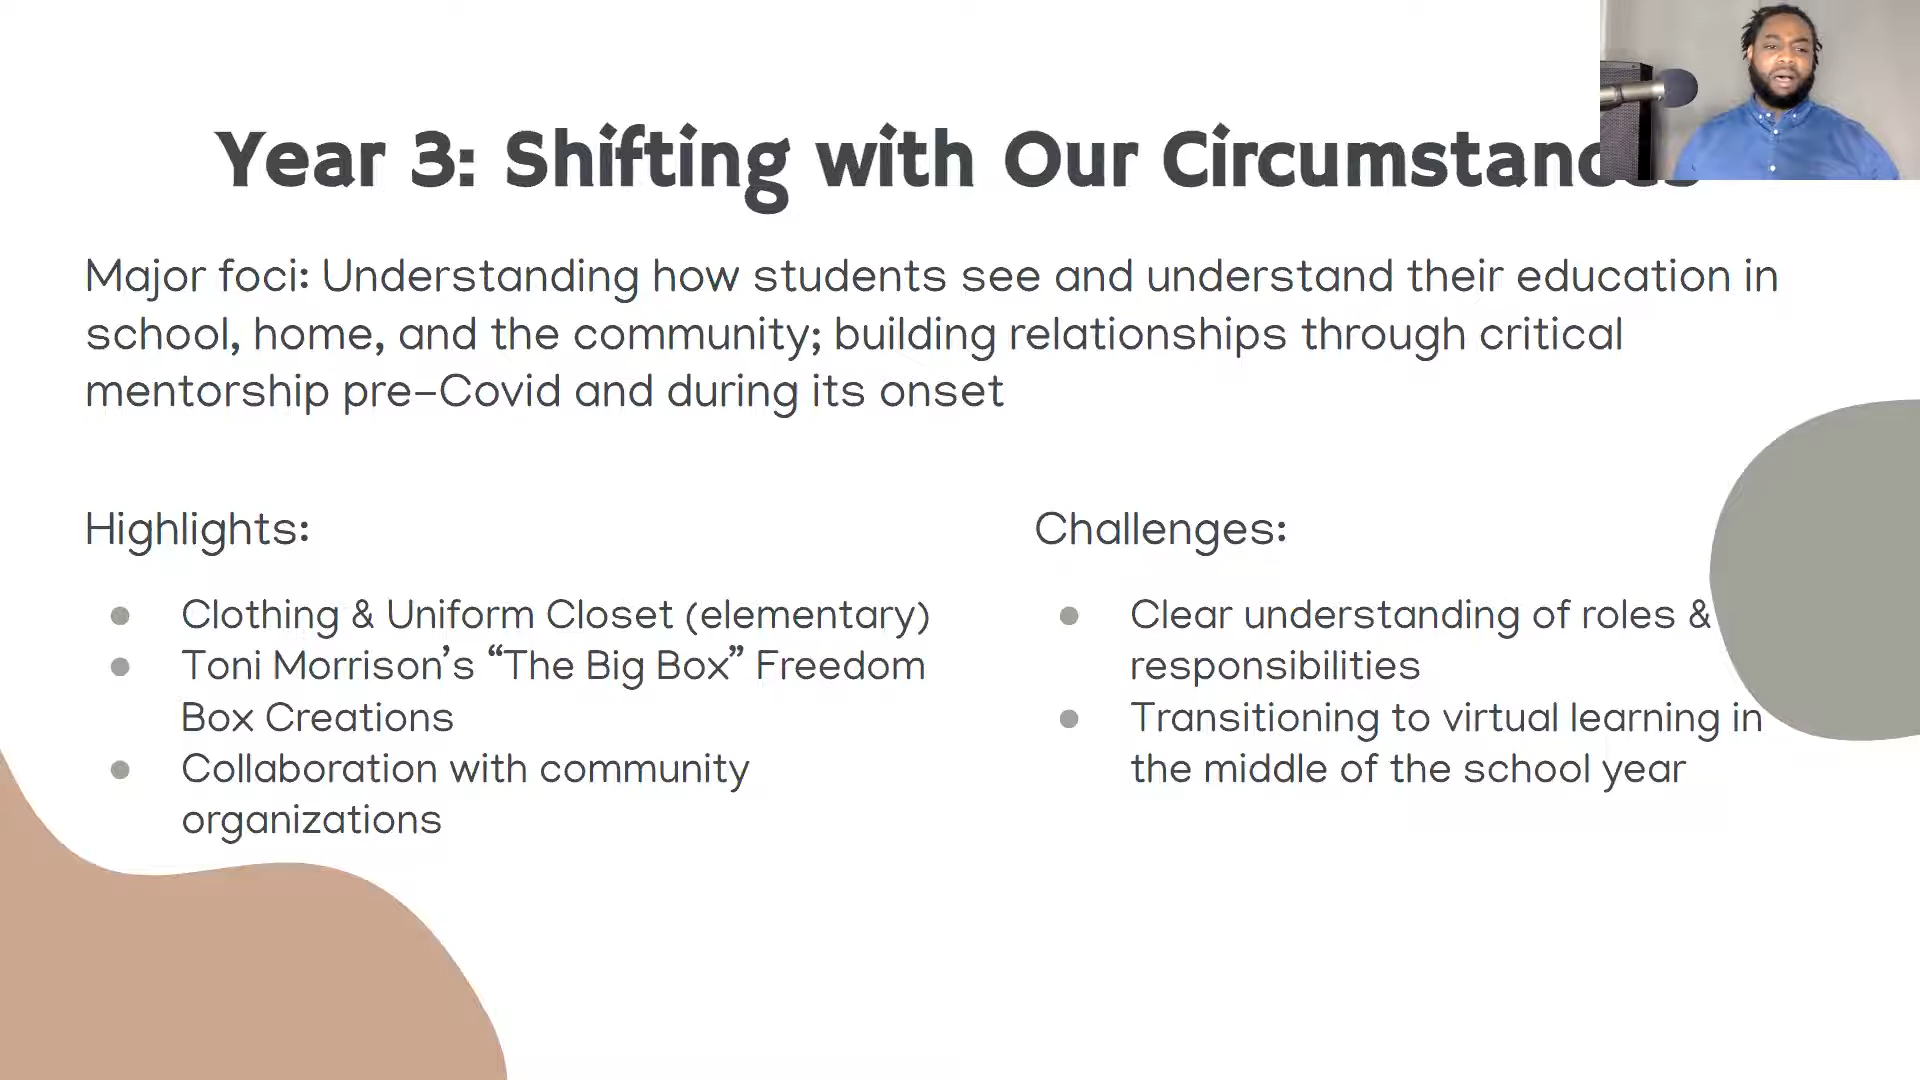 Year 3: Shifting with Our Circumstances
Major foci: Understanding how students see and understand their education in
school, home, and the community; building relationships through critical
mentorship pre-Covid and during its onset
Highlights:
● Clothing & Uniform Closet (elementary)
● Toni Morrison’s “The Big Box” Freedom
Box Creations
● Collaboration with community
organizations
Challenges:
● Clear understanding of roles &
responsibilities
● Transitioning to virtual learning in
the middle of the school year